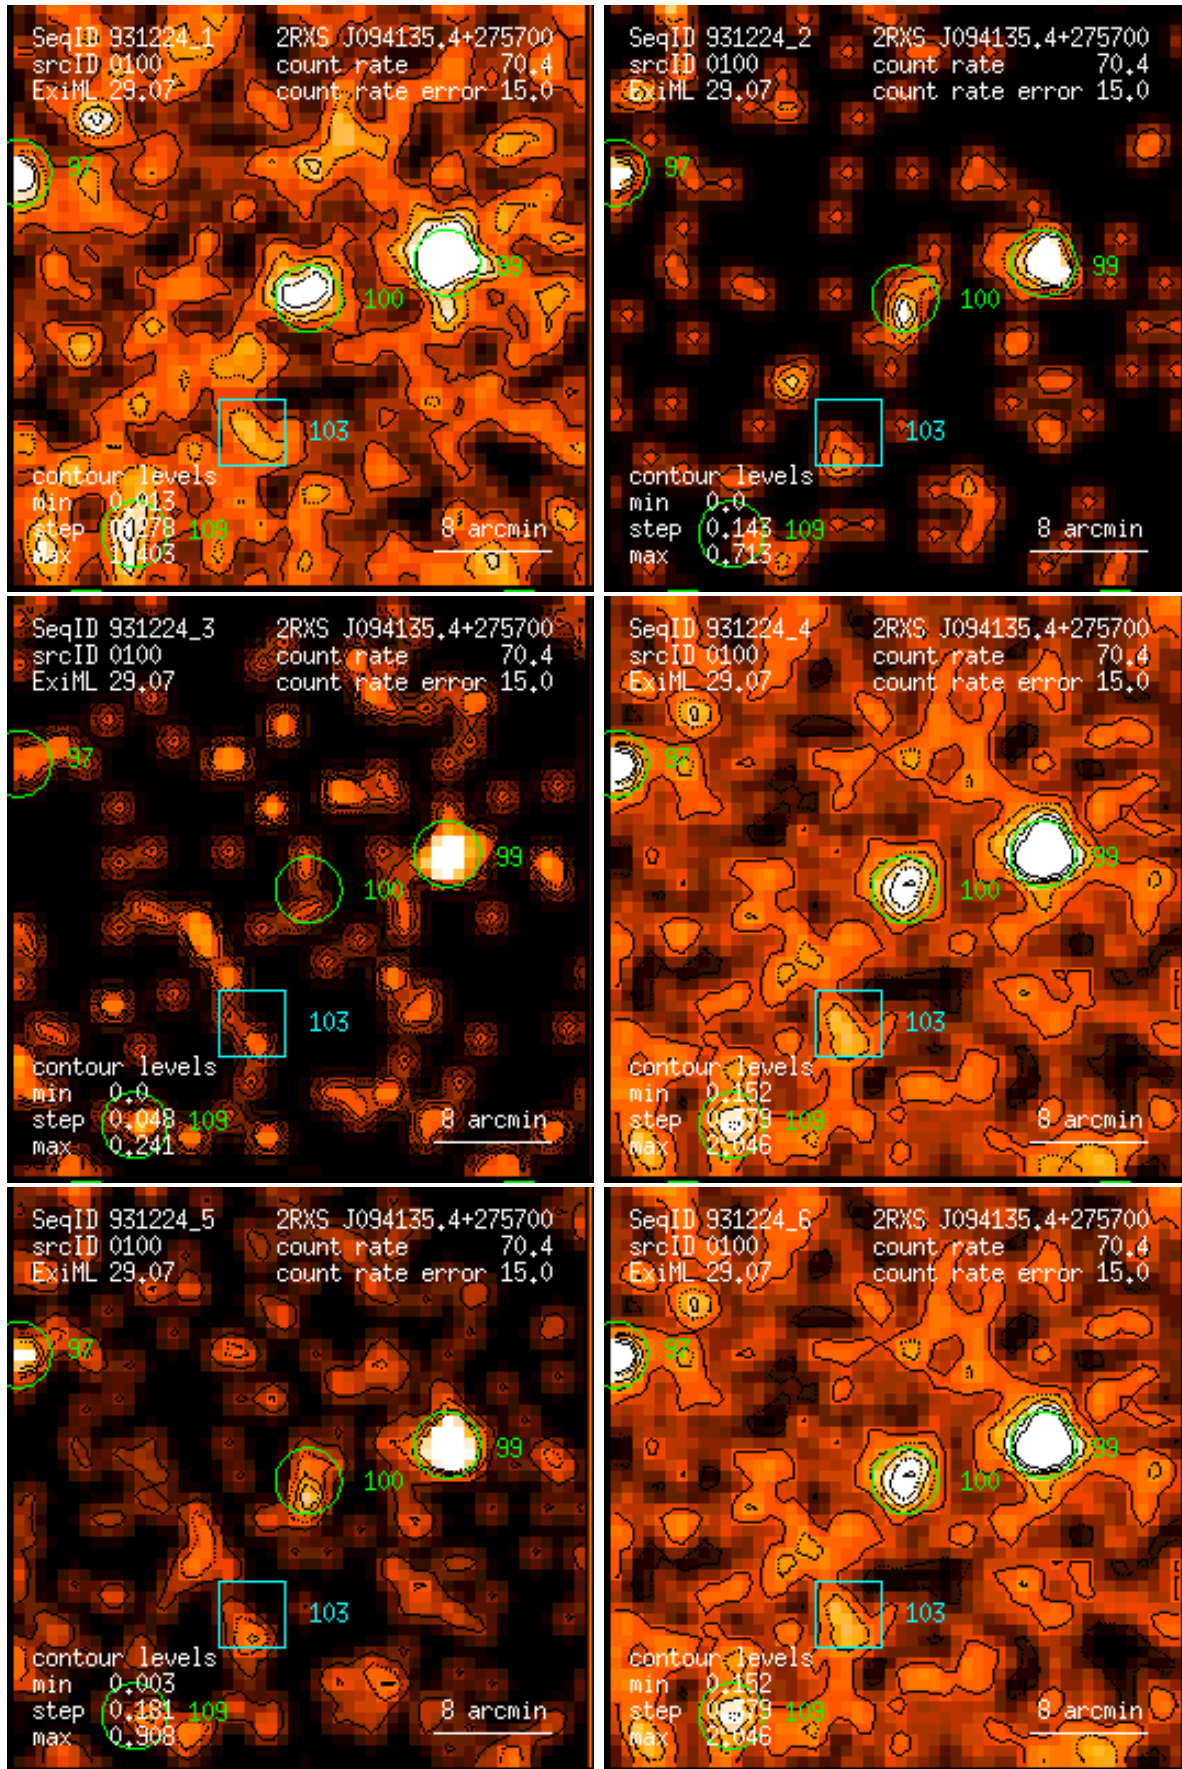 SeqID 931224_1 2RXS J094135.4+275700
srcID 0100 count rate 70.4
ExiML 29.07 count rate error 15.0
97
99
100
103
contour levels
min 0.013
step 0.278 109 8 arcmin
max 1.403
SeqID 931224_2 2RXS J094135.4+275700
srcID 0100 count rate 70.4
ExiML 29.07 count rate error 15.0
97
99
100
103
contour levels
min 0.0
step 0.143 109 8 arcmin
max 0.713
SeqID 931224_3 2RXS J094135.4+275700
srcID 0100 count rate 70.4
ExiML 29.07 count rate error 15.0
97
99
100
103
contour levels
min 0.0
step 0.048 109 8 arcmin
max 0.241
SeqID 931224_4 2RXS J094135.4+275700
srcID 0100 count rate 70.4
ExiML 29.07 count rate error 15.0
97
99
100
103
contour levels
min 0.152
step 0.379 109 8 arcmin
max 2.046
SeqID 931224_5 2RXS J094135.4+275700
srcID 0100 count rate 70.4
ExiML 29.07 count rate error 15.0
97
99
100
103
contour levels
min 0.003
step 0.181 109 8 arcmin
max 0.908
SeqID 931224_6 2RXS J094135.4+275700
srcID 0100 count rate 70.4
ExiML 29.07 count rate error 15.0
97
99
100
103
contour levels
min 0.152
step 0.379 109 8 arcmin
max 2.046